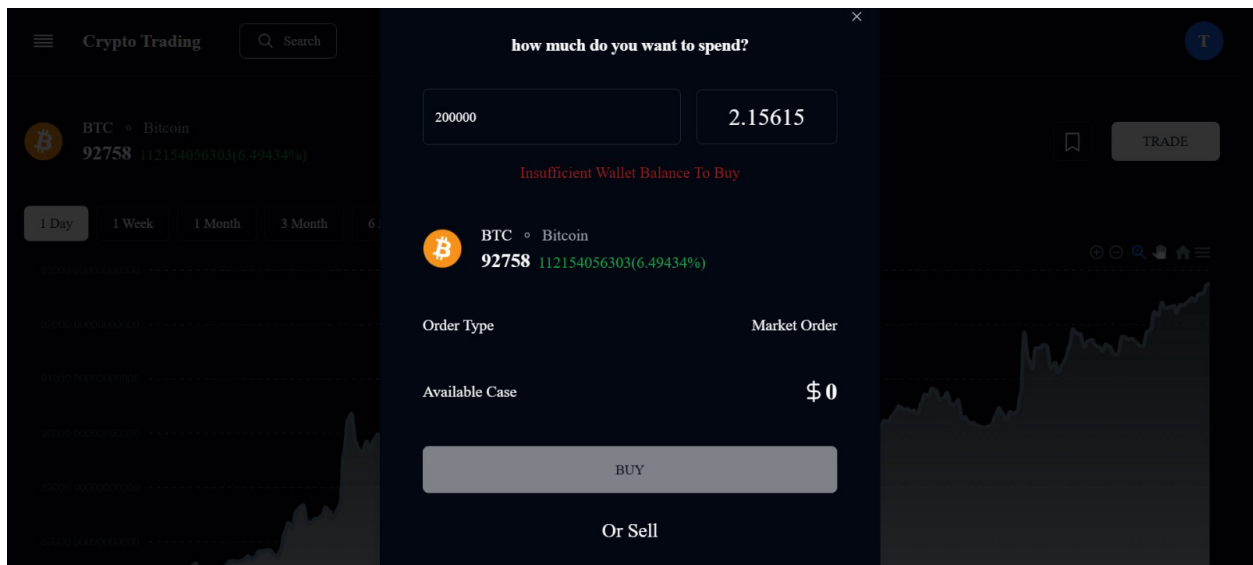 Crypto Trading
Search
T
BTC ◦ Bitcoin
92758 112154056303(6.49434%)
TRADE
1 Day 1 Week 1 Month 3 Month 6
×
how much do you want to spend?
200000 2.15615
Insufficient Wallet Balance To Buy
BTC ◦ Bitcoin
92758 112154056303(6.49434%)
Order Type Market Order
Available Case $0
BUY
Or Sell